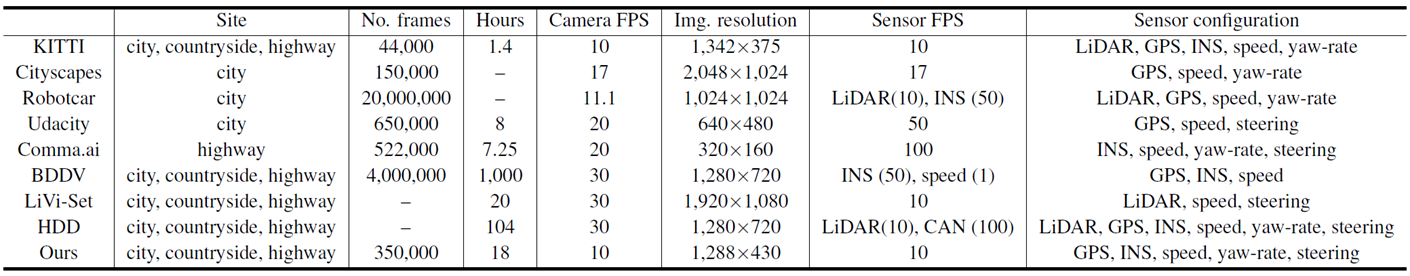 Site No. frames Hours Camera FPS Img. resolution Sensor FPS Sensor configuration
KITTI city, countryside, highway 44,000 1.4 10 1,342×375 10 LiDAR, GPS, INS, speed, yaw-rate
Cityscapes city 150,000 – 17 2,048×1,024 17 GPS, speed, yaw-rate
Robotcar city 20,000,000 – 11.1 1,024×1,024 LiDAR(10), INS (50) LiDAR, GPS, speed, yaw-rate
Udacity city 650,000 8 20 640×480 50 GPS, speed, steering
Comma.ai highway 522,000 7.25 20 320×160 100 INS, speed, yaw-rate, steering
BDDV city, countryside, highway 4,000,000 1,000 30 1,280×720 INS (50), speed (1) GPS, INS, speed
LiVi-Set city, countryside, highway – 20 30 1,920×1,080 10 LiDAR, speed, steering
HDD city, countryside, highway – 104 30 1,280×720 LiDAR(10), CAN (100) LiDAR, GPS, INS, speed, yaw-rate, steering
Ours city, countryside, highway 350,000 18 10 1,288×430 10 GPS, INS, speed, yaw-rate, steering